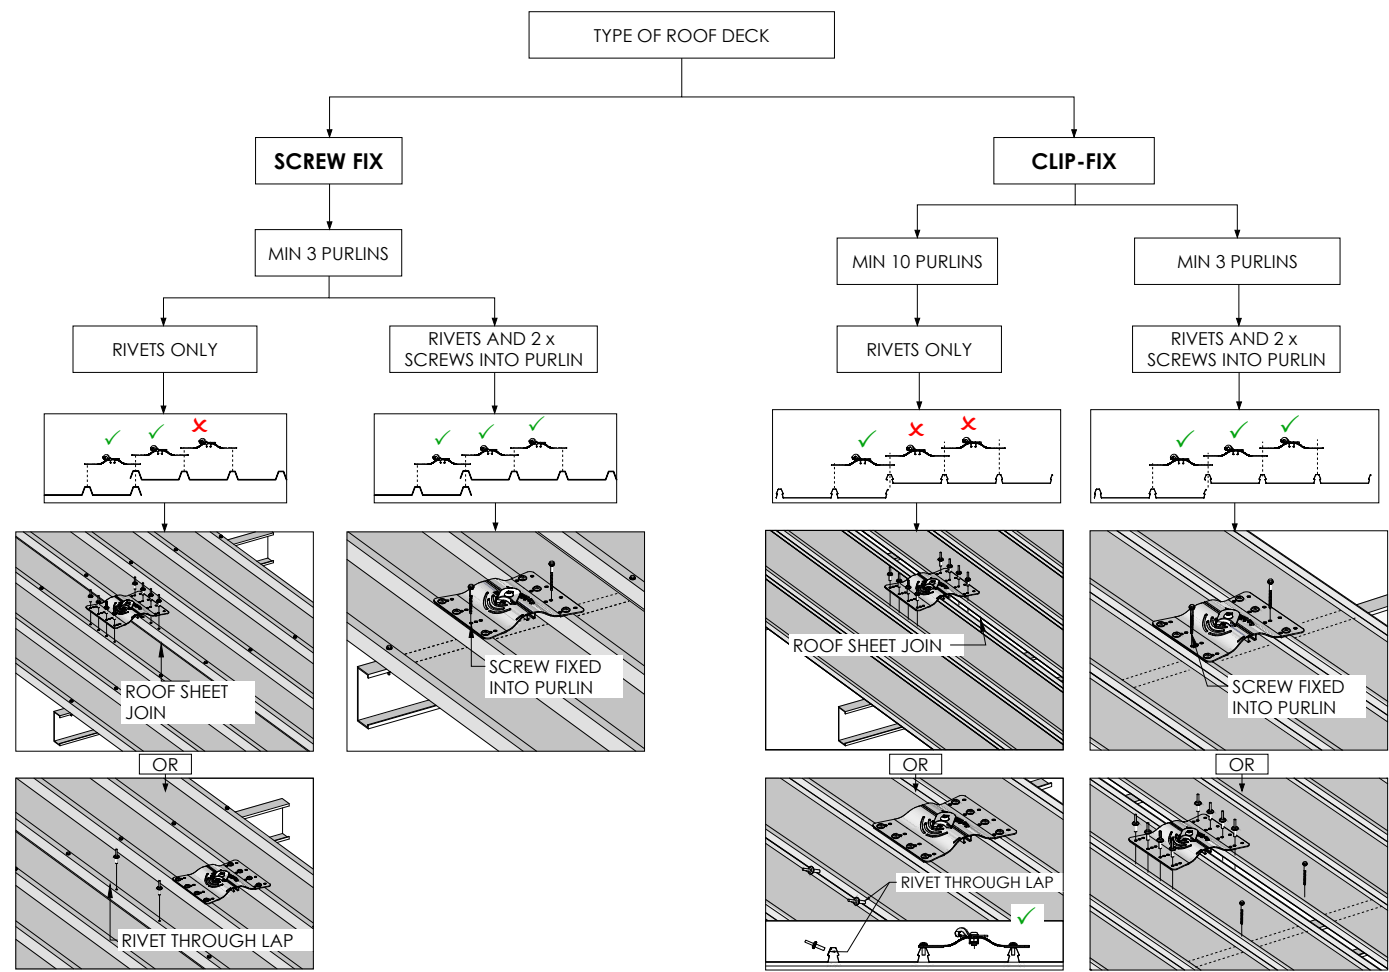 TYPE OF ROOF DECK
SCREW FIX
CLIP-FIX
MIN 3 PURLINS
MIN 10 PURLINS
MIN 3 PURLINS
RIVETS ONLY
RIVETS AND 2 x
SCREWS INTO PURLIN
RIVETS ONLY
RIVETS AND 2 x
SCREWS INTO PURLIN
ROOF SHEET
JOIN
SCREW FIXED
INTO PURLIN
ROOF SHEET JOIN
SCREW FIXED
INTO PURLIN
OR
OR
OR
RIVET THROUGH LAP
RIVET THROUGH LAP